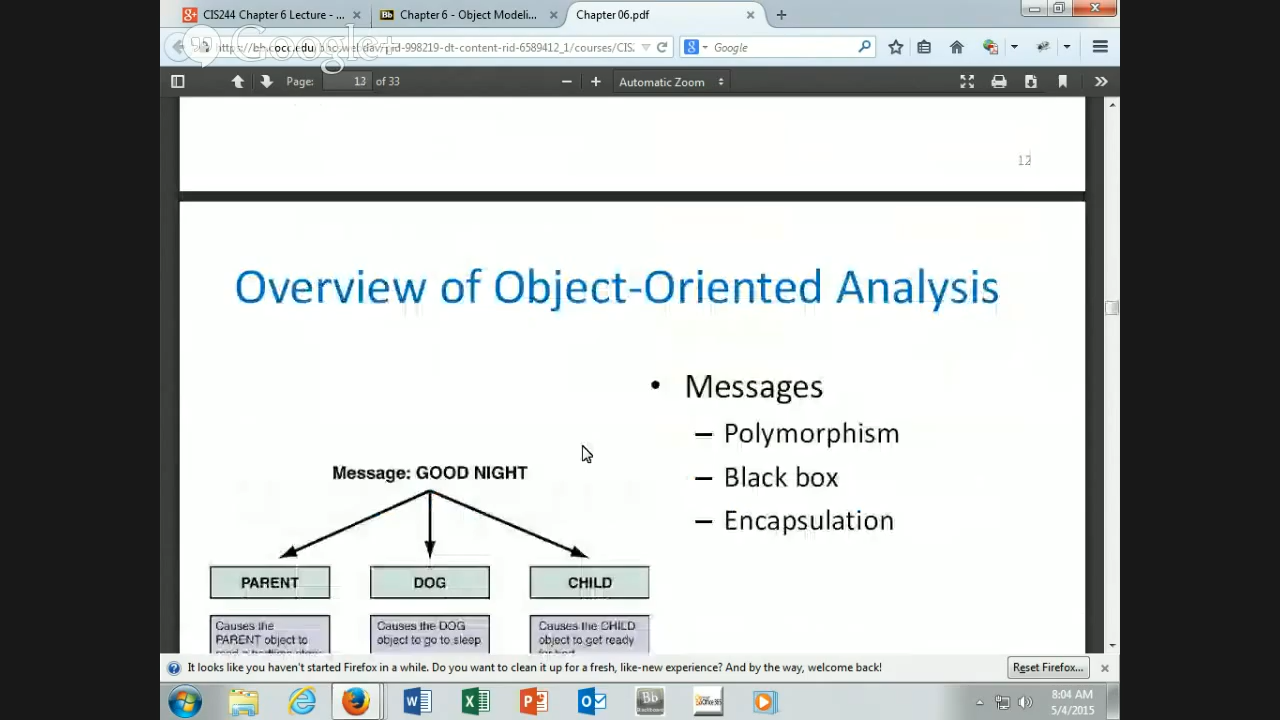 CIS244 Chapter 6 Lecture - ...
Chapter 6 - Object Modeli...
Chapter 06.pdf
Google+
Google
Page: 13 of 33
Automatic Zoom
12
Overview of Object-Oriented Analysis
• Messages
– Polymorphism
– Black box
– Encapsulation
Message: GOOD NIGHT
PARENT DOG CHILD
Causes the Causes the DOG Causes the CHILD
PARENT object to object to go to sleep object to get ready
It looks like you haven't started Firefox in a while. Do you want to clean it up for a fresh, like-new experience? And by the way, welcome back!
Reset Firefox...
8:04 AM
5/4/2015